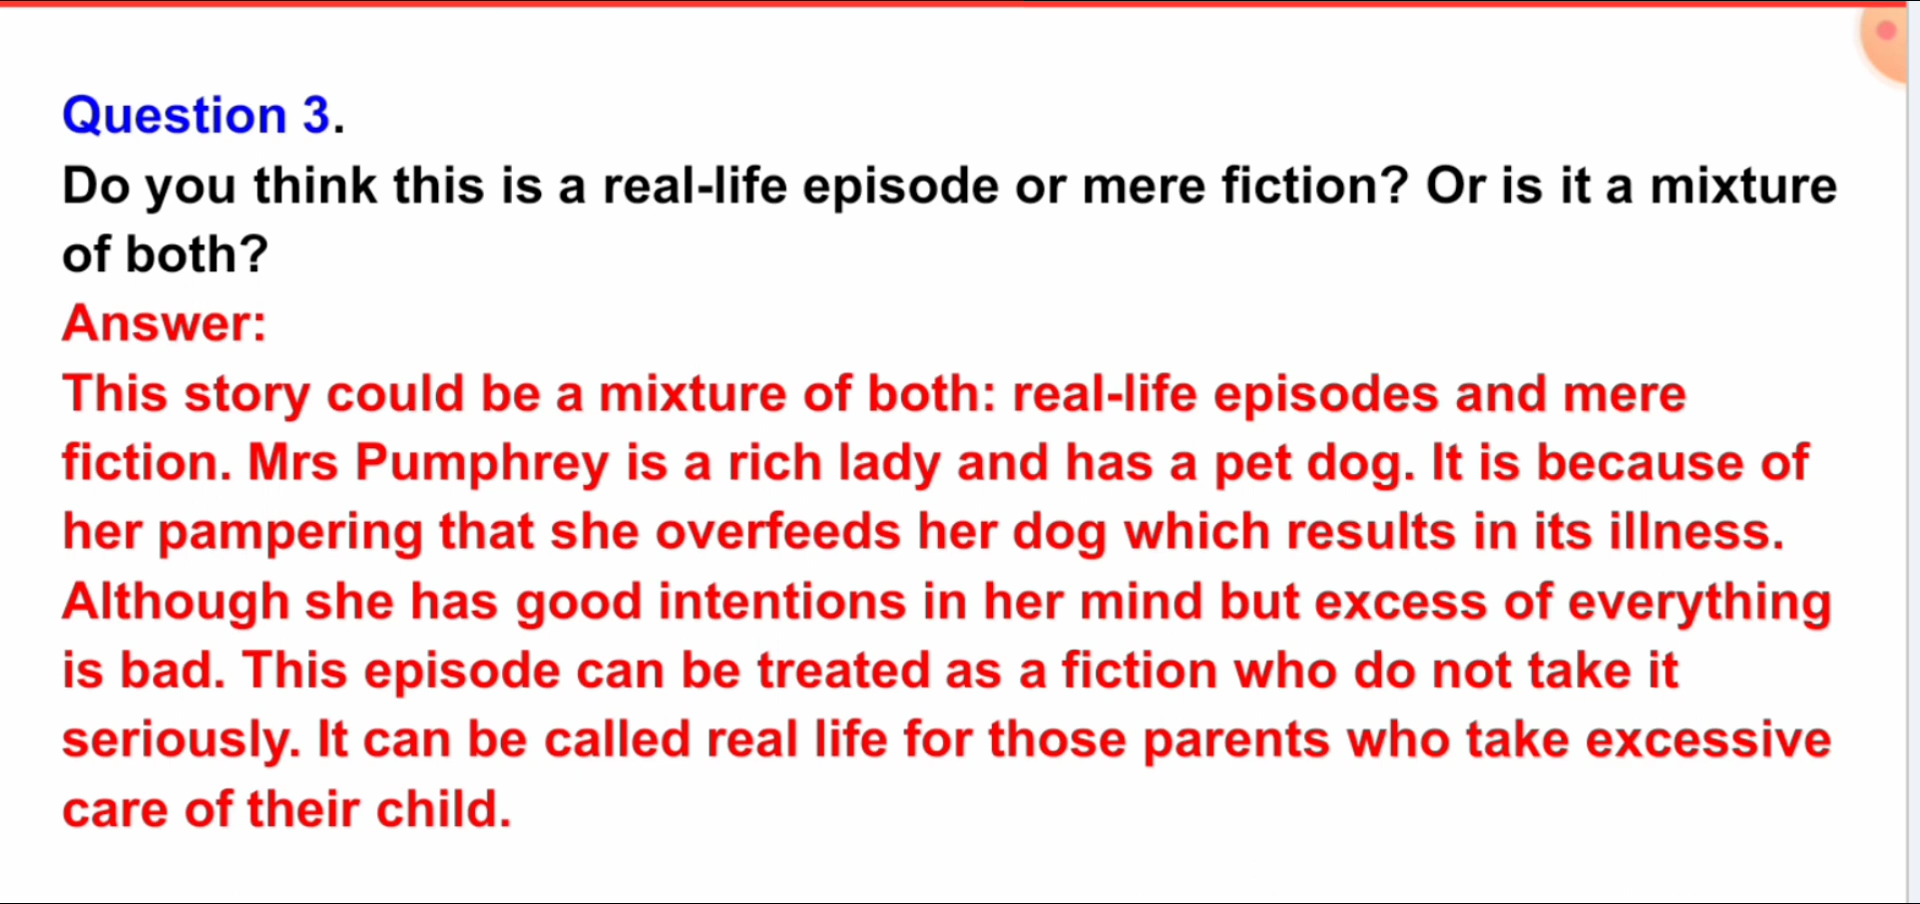 Question 3.
Do you think this is a real-life episode or mere fiction? Or is it a mixture
of both?
Answer:
This story could be a mixture of both: real-life episodes and mere
fiction. Mrs Pumphrey is a rich lady and has a pet dog. It is because of
her pampering that she overfeeds her dog which results in its illness.
Although she has good intentions in her mind but excess of everything
is bad. This episode can be treated as a fiction who do not take it
seriously. It can be called real life for those parents who take excessive
care of their child.